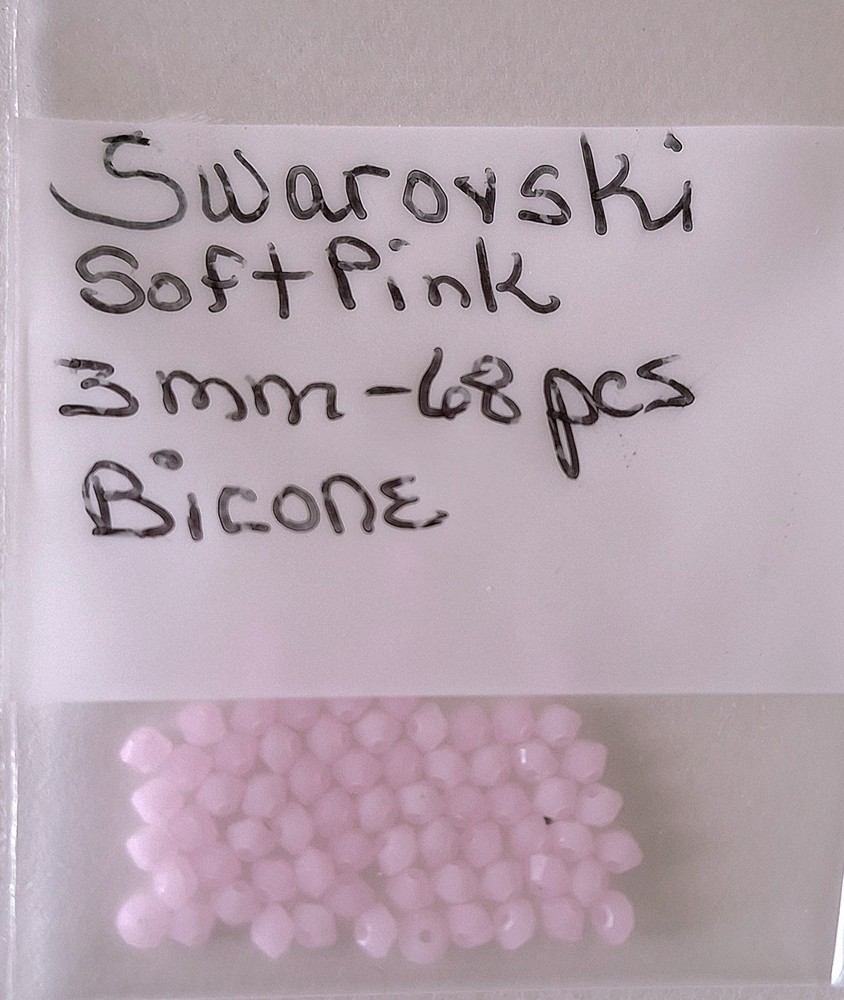 Swarovski
Soft Pink
3mm-68pcs
Bicone